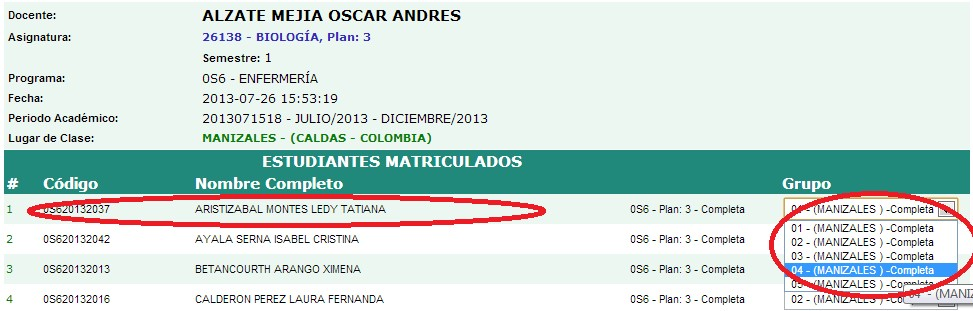 Docente: ALZATE MEJIA OSCAR ANDRES
Asignatura: 26138 - BIOLOGÍA, Plan: 3
Semestre: 1
Programa: 0S6 - ENFERMERÍA
Fecha: 2013-07-26 15:53:19
Periodo Académico: 2013071518 - JULIO/2013 - DICIEMBRE/2013
Lugar de Clase: MANIZALES - (CALDAS - COLOMBIA)
ESTUDIANTES MATRICULADOS
# Código Nombre Completo Grupo
1 0S620132037 ARISTIZABAL MONTES LEDY TATIANA 0S6 - Plan: 3 - Completa 01 - (MANIZALES ) -Completa
01 - (MANIZALES ) -Completa
2 0S620132042 AYALA SERNA ISABEL CRISTINA 0S6 - Plan: 3 - Completa 02 - (MANIZALES ) -Completa
03 - (MANIZALES ) -Completa
3 0S620132013 BETANCOURTH ARANGO XIMENA 0S6 - Plan: 3 - Completa 04 - (MANIZALES ) -Completa
05 - (MANIZALES ) -Com
04 - (MANIZ
4 0S620132016 CALDERON PEREZ LAURA FERNANDA 0S6 - Plan: 3 - Completa 02 - (MANIZALES ) -Completa